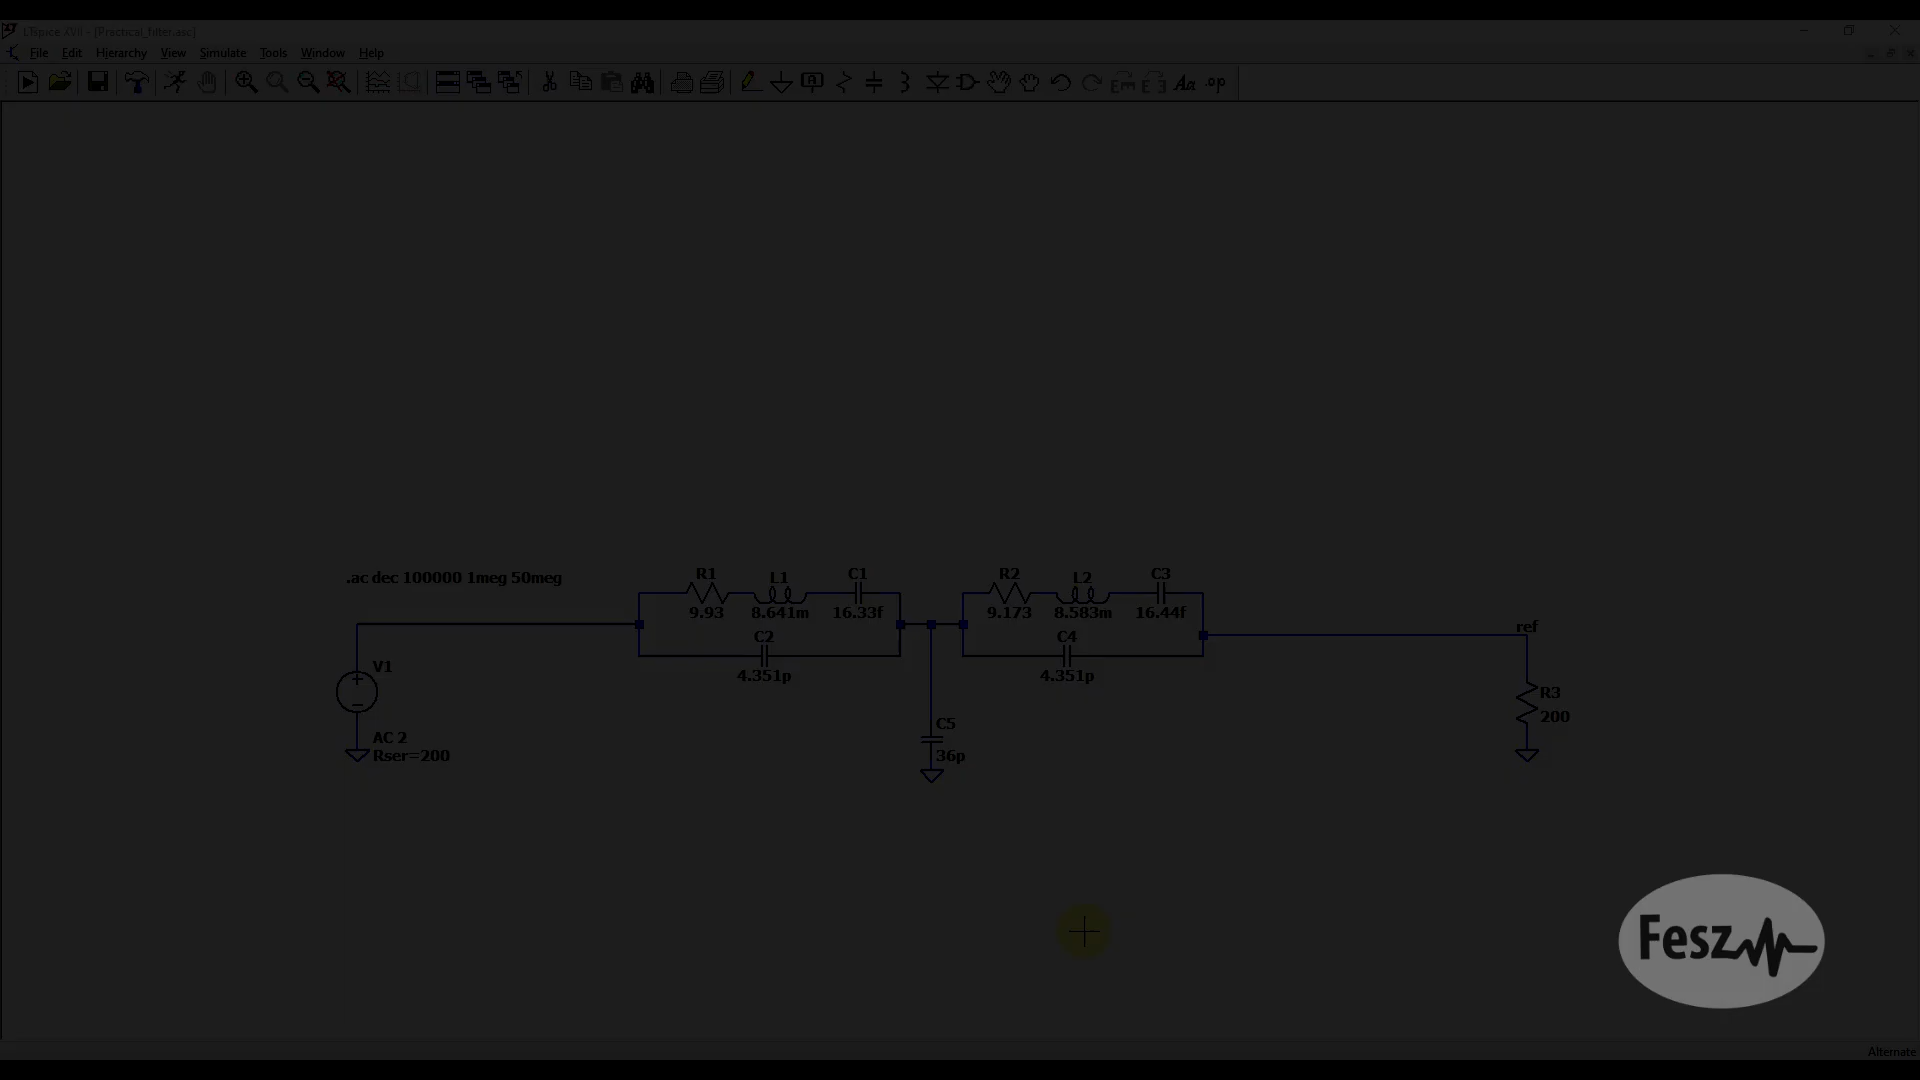 LTspice XVII - [Practical_filter.asc]
File Edit Hierarchy View Simulate Tools Window Help
Aa .op
.ac dec 100000 1meg 50meg
R1 L1 C1 R2 L2 C3
9.93 8.641m 16.33f 9.173 8.583m 16.44f
C2 C4
4.351p 4.351p
ref
V1
R3
200
C5
36p
AC 2
Rser=200
Fesz
Alternate